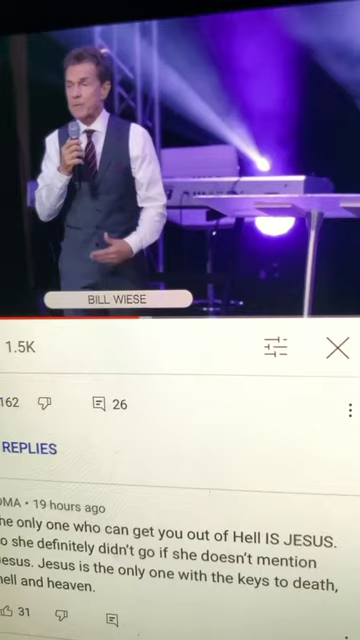 BILL WIESE
1.5K
162
26
REPLIES
OMA • 19 hours ago
he only one who can get you out of Hell IS JESUS.
o she definitely didn't go if she doesn't mention
esus. Jesus is the only one with the keys to death,
hell and heaven.
31